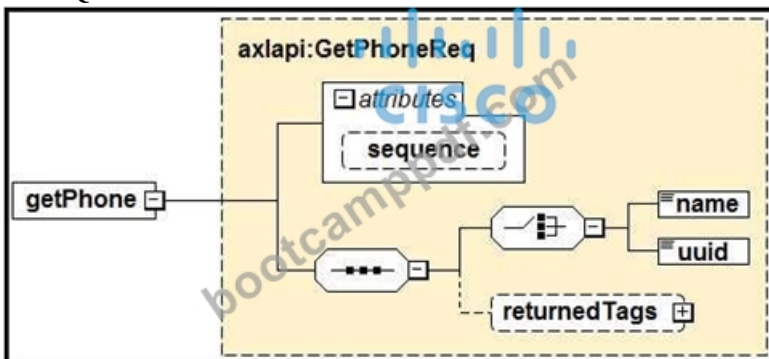 axlapi:GetPhoneReq
CISCO
attributes
sequence
getPhone
name
uuid
returnedTags
bootcamppdf.com